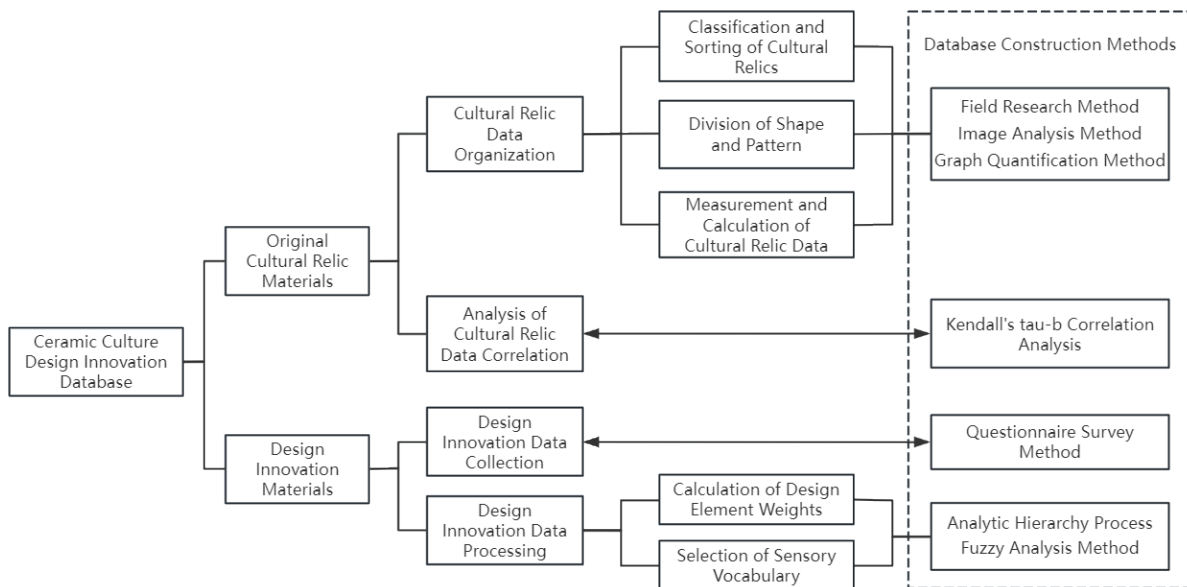 Ceramic Culture
Design Innovation
Database
Original
Cultural Relic
Materials
Design
Innovation
Materials
Cultural Relic
Data
Organization
Analysis of
Cultural Relic
Data Correlation
Design
Innovation Data
Collection
Design
Innovation Data
Processing
Classification and
Sorting of Cultural
Relics
Division of Shape
and Pattern
Measurement and
Calculation of
Cultural Relic Data
Calculation of Design
Element Weights
Selection of Sensory
Vocabulary
Database Construction Methods
Field Research Method
Image Analysis Method
Graph Quantification Method
Kendall's tau-b Correlation
Analysis
Questionnaire Survey
Method
Analytic Hierarchy Process
Fuzzy Analysis Method